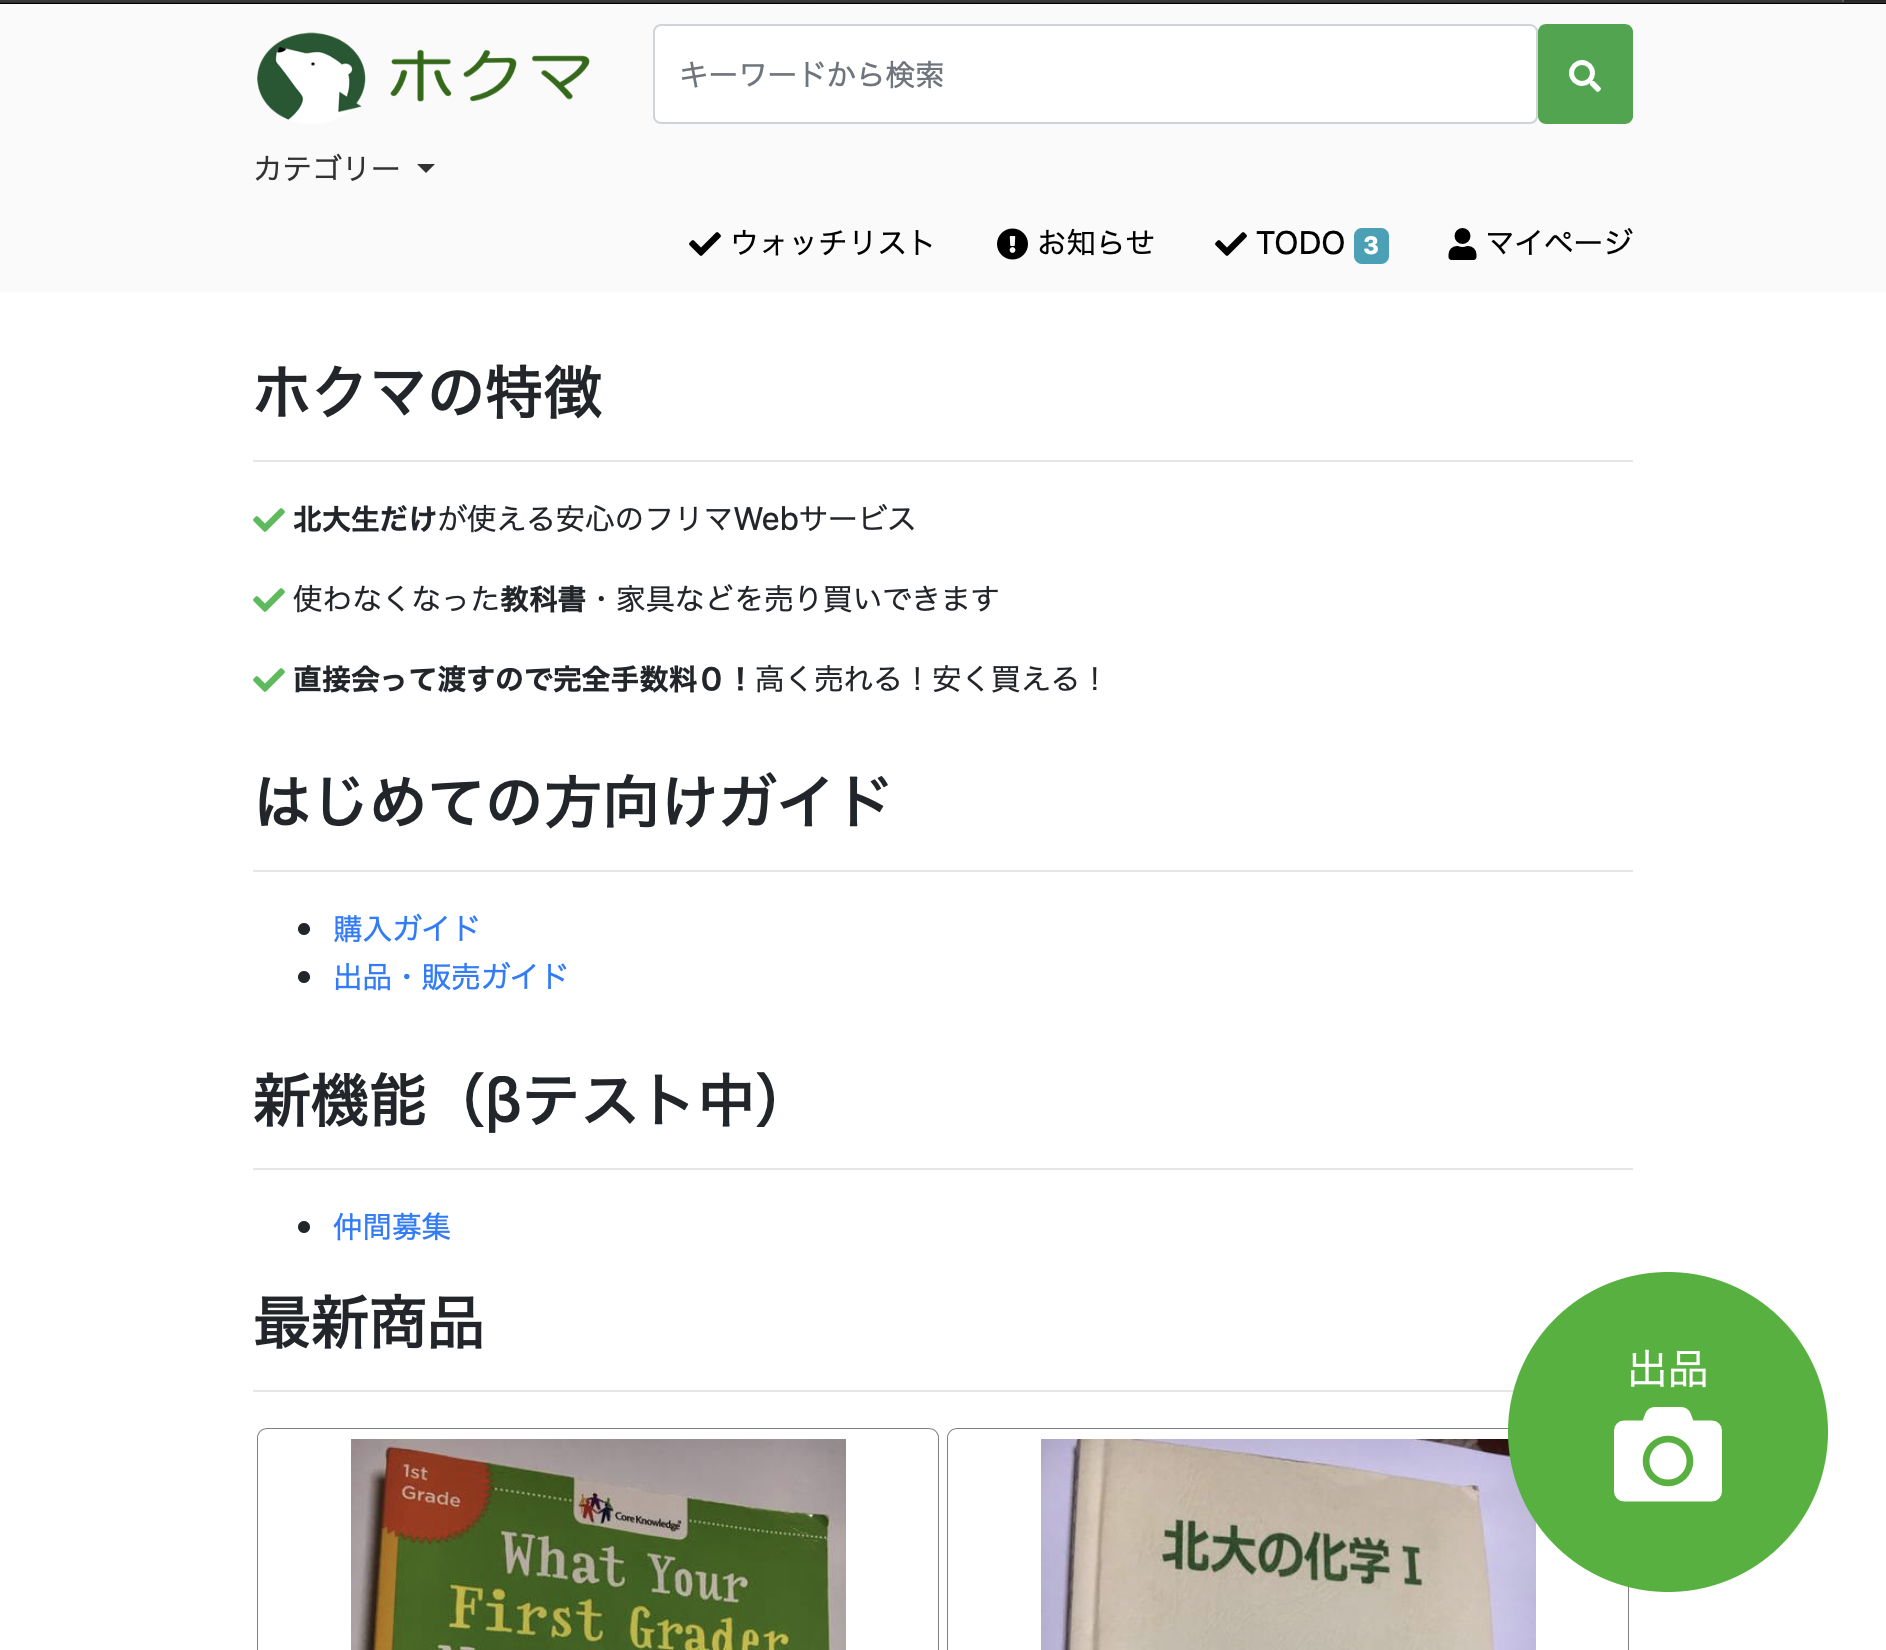 ホクマ
キーワードから検索
カテゴリー
ウォッチリスト
お知らせ
TODO 3
マイページ
ホクマの特徴
北大生だけが使える安心のフリマWebサービス
使わなくなった教科書・家具などを売り買いできます
直接会って渡すので完全手数料０！高く売れる！安く買える！
はじめての方向けガイド
購入ガイド
出品・販売ガイド
新機能（βテスト中）
仲間募集
最新商品
出品
1st
Grade
Core Knowledge®
What Your
First Grader
北大の化学 I